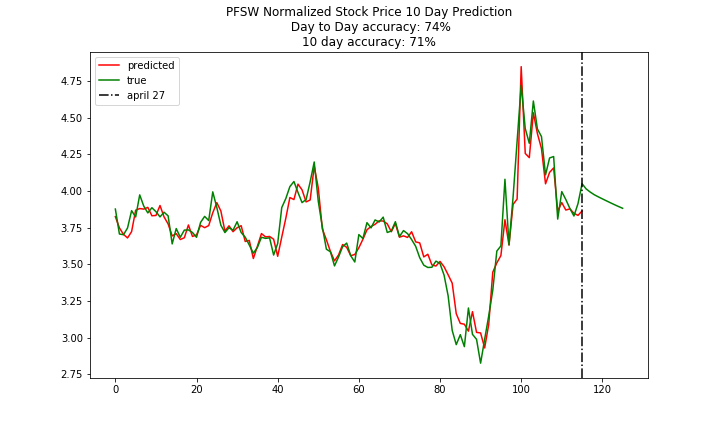 PFSW Normalized Stock Price 10 Day Prediction
Day to Day accuracy: 74%
10 day accuracy: 71%
predicted
true
april 27
4.75
4.50
4.25
4.00
3.75
3.50
3.25
3.00
2.75
0
20
40
60
80
100
120